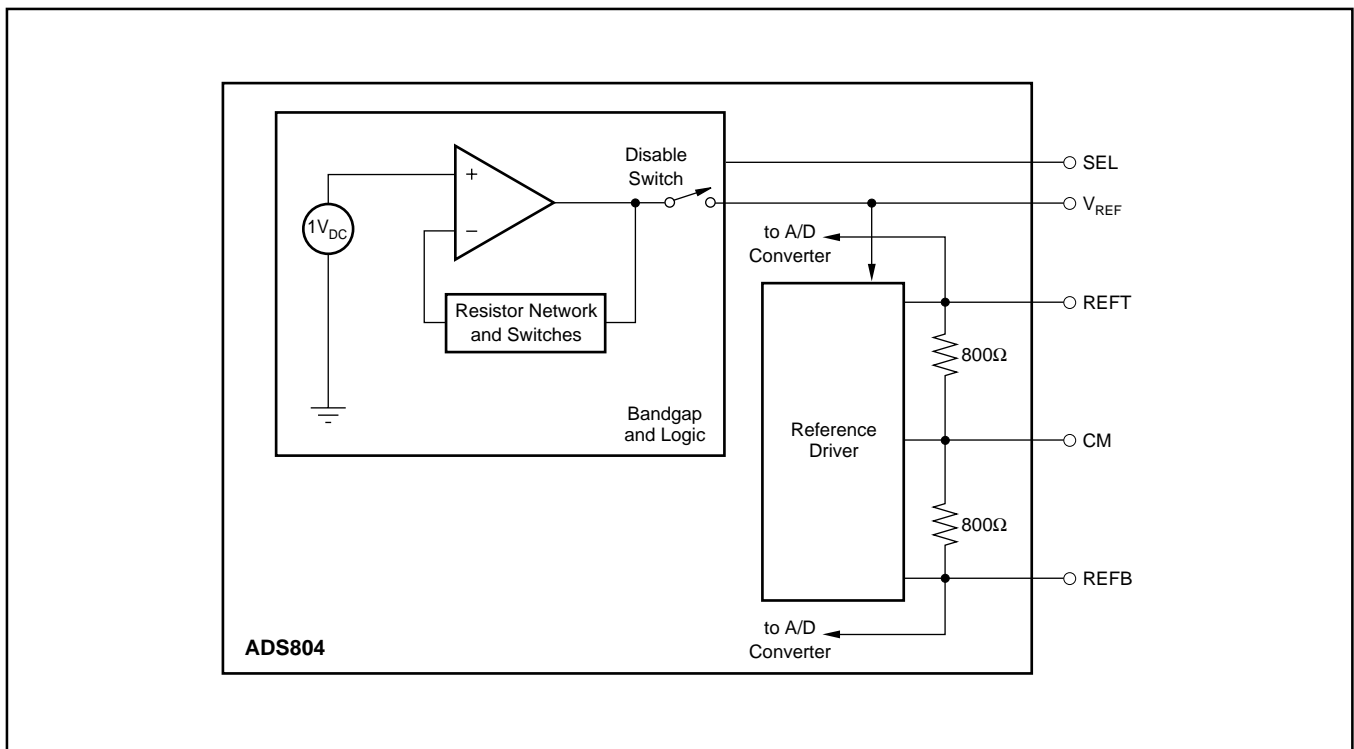 Disable
Switch
SEL
V_REF
+
−
1V_DC
to A/D
Converter
Resistor Network
and Switches
REFT
800Ω
Bandgap
and Logic
Reference
Driver
CM
800Ω
REFB
to A/D
Converter
ADS804